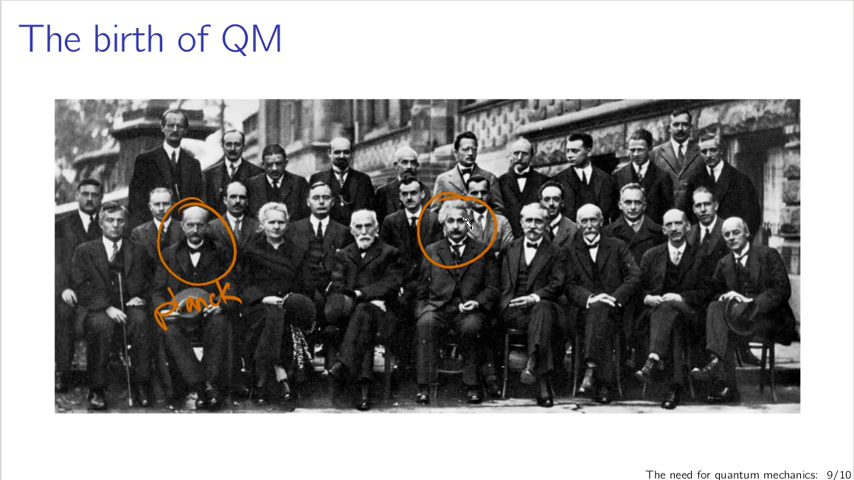 The birth of QM
planck
The need for quantum mechanics: 9/10